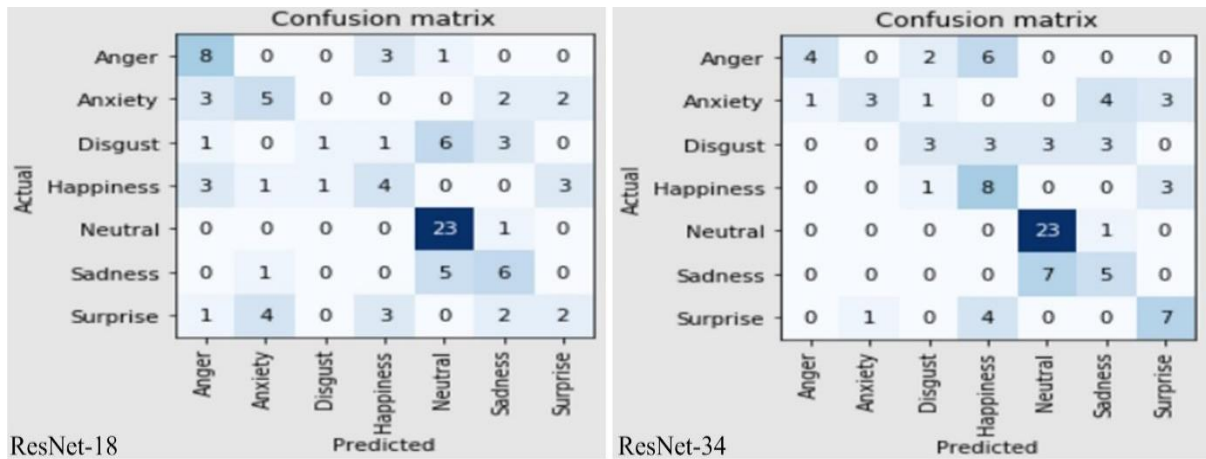 Confusion matrix
Anger 8 0 0 3 1 0 0
Anxiety 3 5 0 0 0 2 2
Disgust 1 0 1 1 6 3 0
Happiness 3 1 1 4 0 0 3
Neutral 0 0 0 0 23 1 0
Sadness 0 1 0 0 5 6 0
Surprise 1 4 0 3 0 2 2
Actual
Anger Anxiety Disgust Happiness Neutral Sadness Surprise
Predicted
ResNet-18
Confusion matrix
Anger 4 0 2 6 0 0 0
Anxiety 1 3 1 0 0 4 3
Disgust 0 0 3 3 3 3 0
Happiness 0 0 1 8 0 0 3
Neutral 0 0 0 0 23 1 0
Sadness 0 0 0 0 7 5 0
Surprise 0 1 0 4 0 0 7
Actual
Anger Anxiety Disgust Happiness Neutral Sadness Surprise
Predicted
ResNet-34